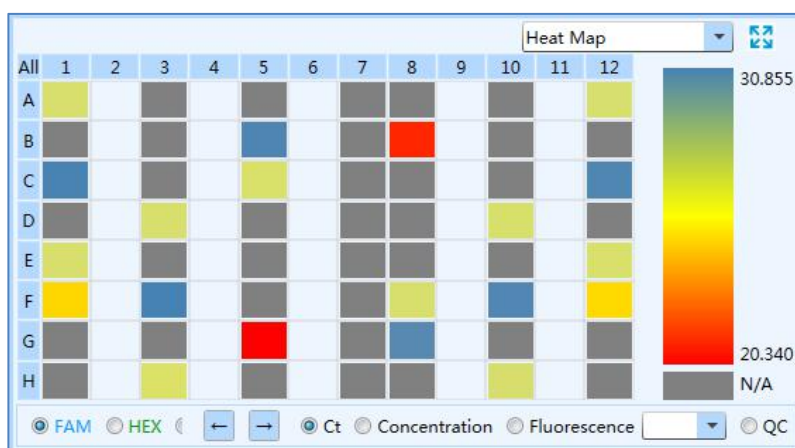 Heat Map
All 1 2 3 4 5 6 7 8 9 10 11 12
30.855
A
B
C
D
E
F
G
20.340
H
N/A
FAM HEX ← → Ct Concentration Fluorescence QC